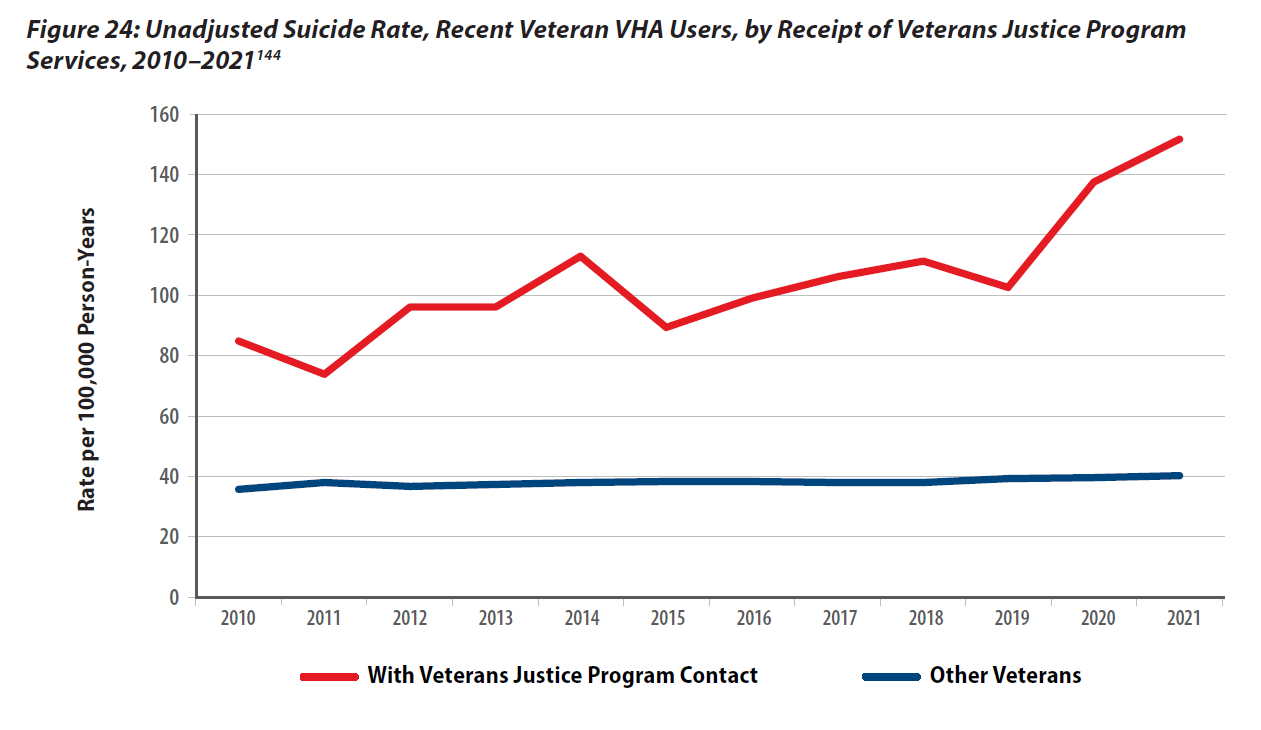 Figure 24: Unadjusted Suicide Rate, Recent Veteran VHA Users, by Receipt of Veterans Justice Program
Services, 2010–2021¹⁴⁴
Rate per 100,000 Person-Years
160
140
120
100
80
60
40
20
0
2010 2011 2012 2013 2014 2015 2016 2017 2018 2019 2020 2021
With Veterans Justice Program Contact Other Veterans